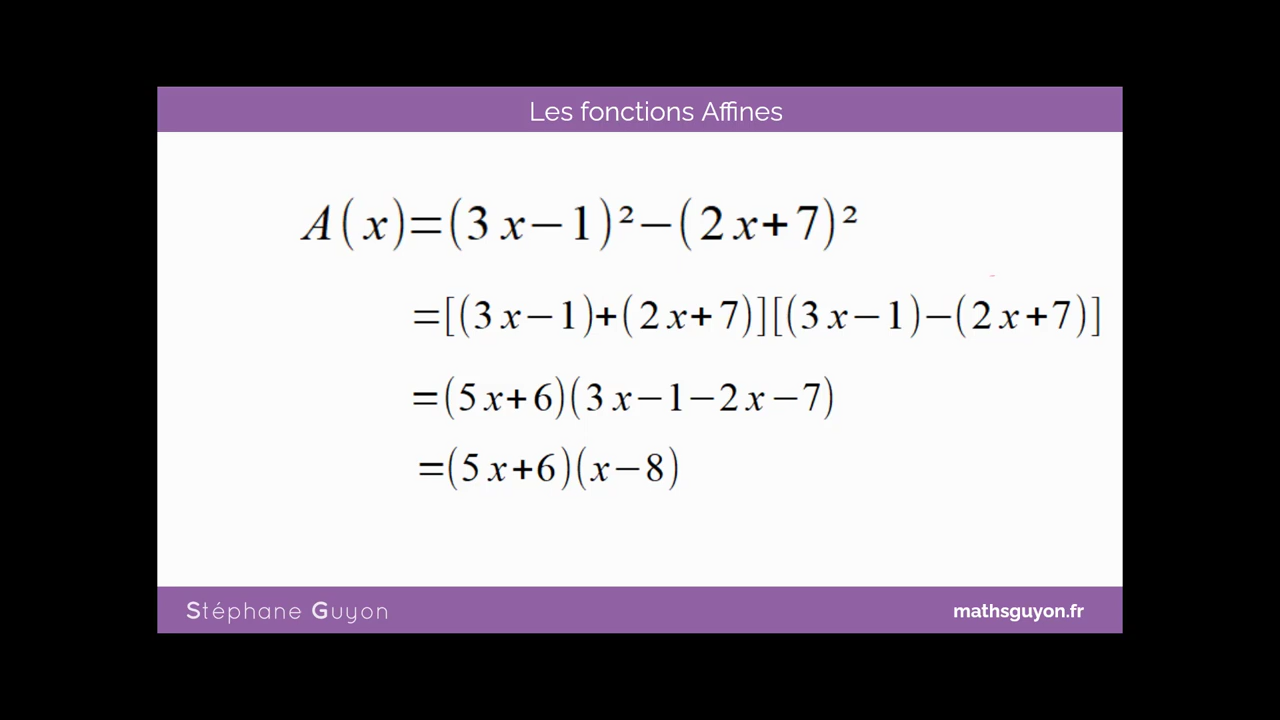 Les fonctions Affines
A(x)=(3x−1)²−(2x+7)²
=[(3x−1)+(2x+7)][(3x−1)−(2x+7)]
=(5x+6)(3x−1−2x−7)
=(5x+6)(x−8)
Stéphane Guyon
mathsguyon.fr